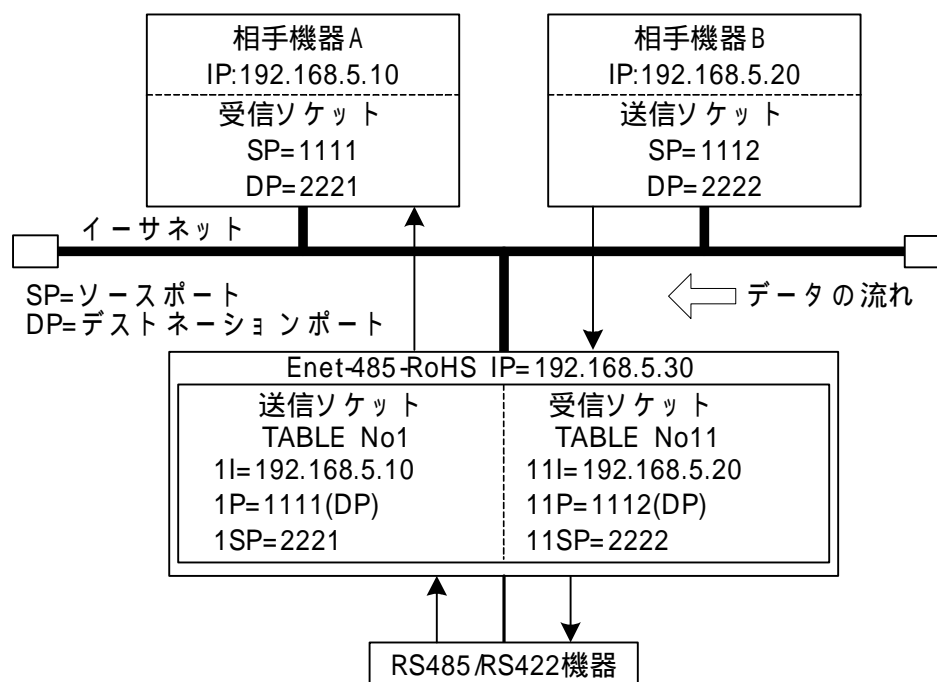 相手機器A
IP:192.168.5.10
受信ソケット
SP=1111
DP=2221
相手機器B
IP:192.168.5.20
送信ソケット
SP=1112
DP=2222
イーサネット
SP=ソースポート
DP=デストネーションポート
データの流れ
Enet-485-RoHS IP=192.168.5.30
送信ソケット
TABLE No1
1I=192.168.5.10
1P=1111(DP)
1SP=2221
受信ソケット
TABLE No11
11I=192.168.5.20
11P=1112(DP)
11SP=2222
RS485/RS422機器